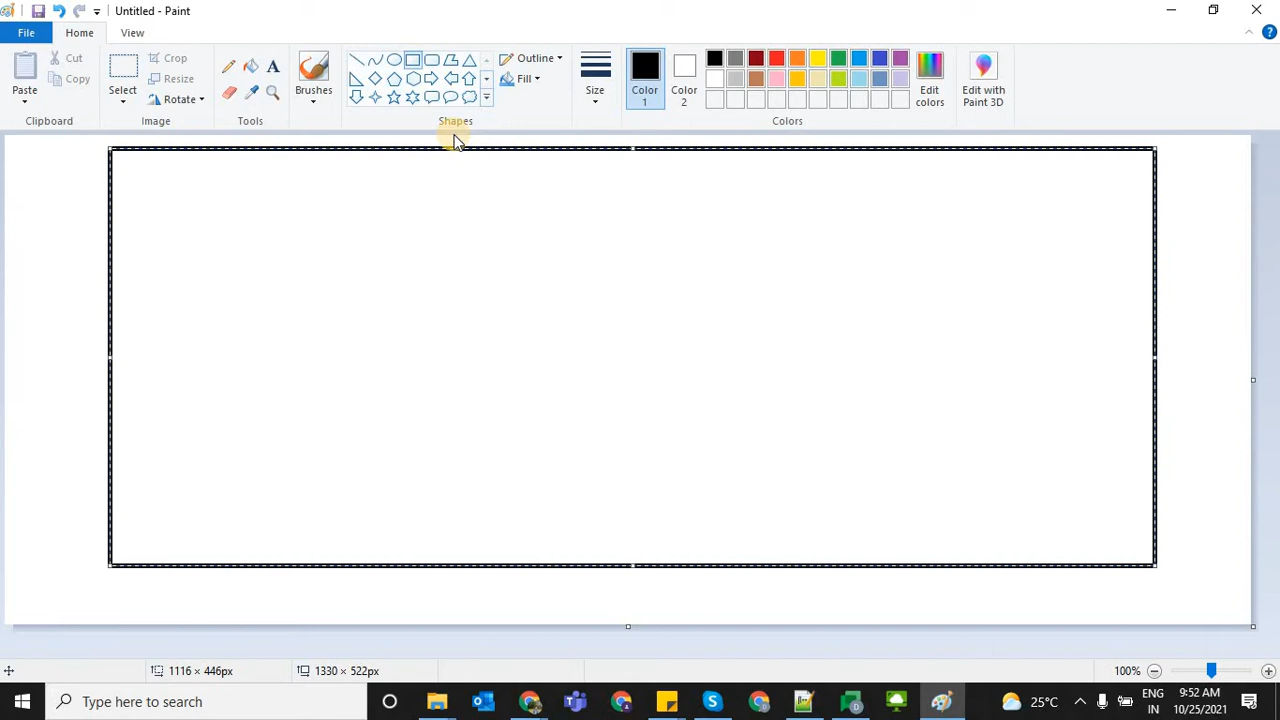 Untitled - Paint
File
Home
View
Paste
Cut
Copy
Clipboard
Select
Crop
Resize
Rotate
Image
A
Tools
Brushes
Outline
Fill
Shapes
Size
Color
1
Color
2
Edit
colors
Colors
Edit with
Paint 3D
1116 × 446px
1330 × 522px
100%
Type here to search
25°C
ENG
IN
9:52 AM
10/25/2021